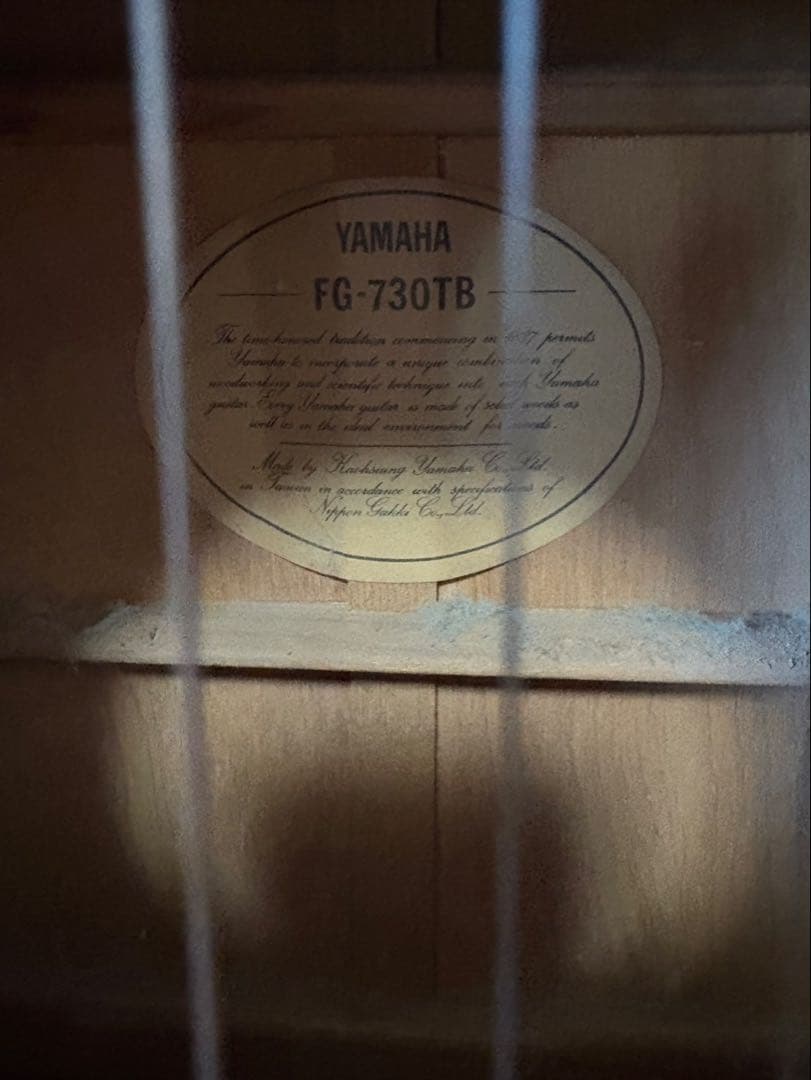 YAMAHA
FG-730TB
The time-honored tradition commencing in 1887 permits
Yamaha to incorporate a unique combination of
woodworking and scientific technique into each Yamaha
guitar. Every Yamaha guitar is made of select woods as
well as in the ideal environment for woods.
Made by Kaohsiung Yamaha Co., Ltd.
in Taiwan in accordance with specifications of
Nippon Gakki Co., Ltd.